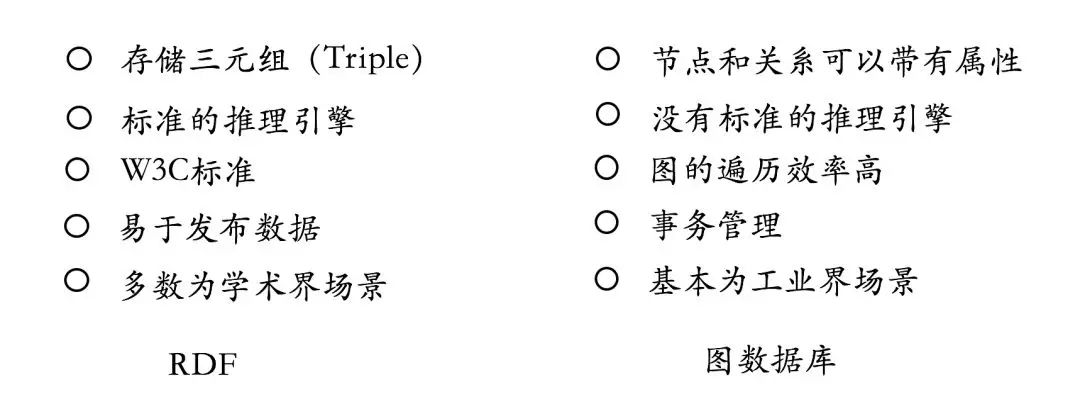 存储三元组（Triple）
标准的推理引擎
W3C标准
易于发布数据
多数为学术界场景
RDF
节点和关系可以带有属性
没有标准的推理引擎
图的遍历效率高
事务管理
基本为工业界场景
图数据库